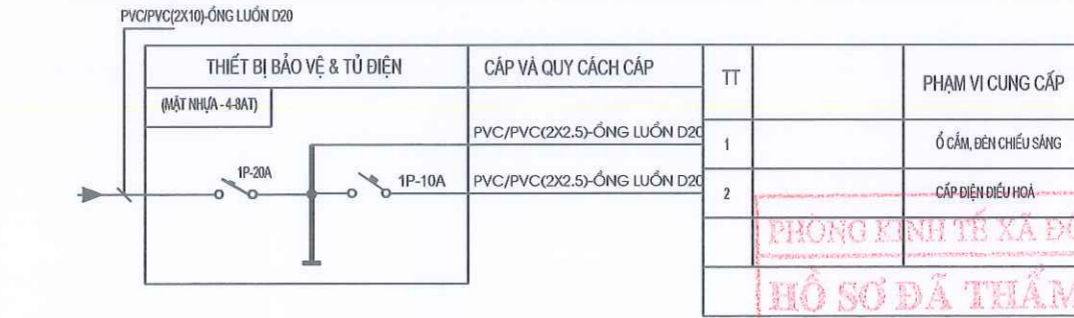 PVC/PVC(2X10)-ỐNG LUỒN D20
THIẾT BỊ BẢO VỆ & TỦ ĐIỆN
CÁP VÀ QUY CÁCH CÁP
TT
PHẠM VI CUNG CẤP
(MẶT NHỰA - 4-8AT)
PVC/PVC(2X2.5)-ỐNG LUỒN D20
1
Ổ CẮM, ĐÈN CHIẾU SÁNG
1P-20A
1P-10A
PVC/PVC(2X2.5)-ỐNG LUỒN D20
2
CẤP ĐIỆN ĐIỀU HOÀ
PHÒNG KINH TẾ XÃ
HỒ SƠ ĐÃ THẨM